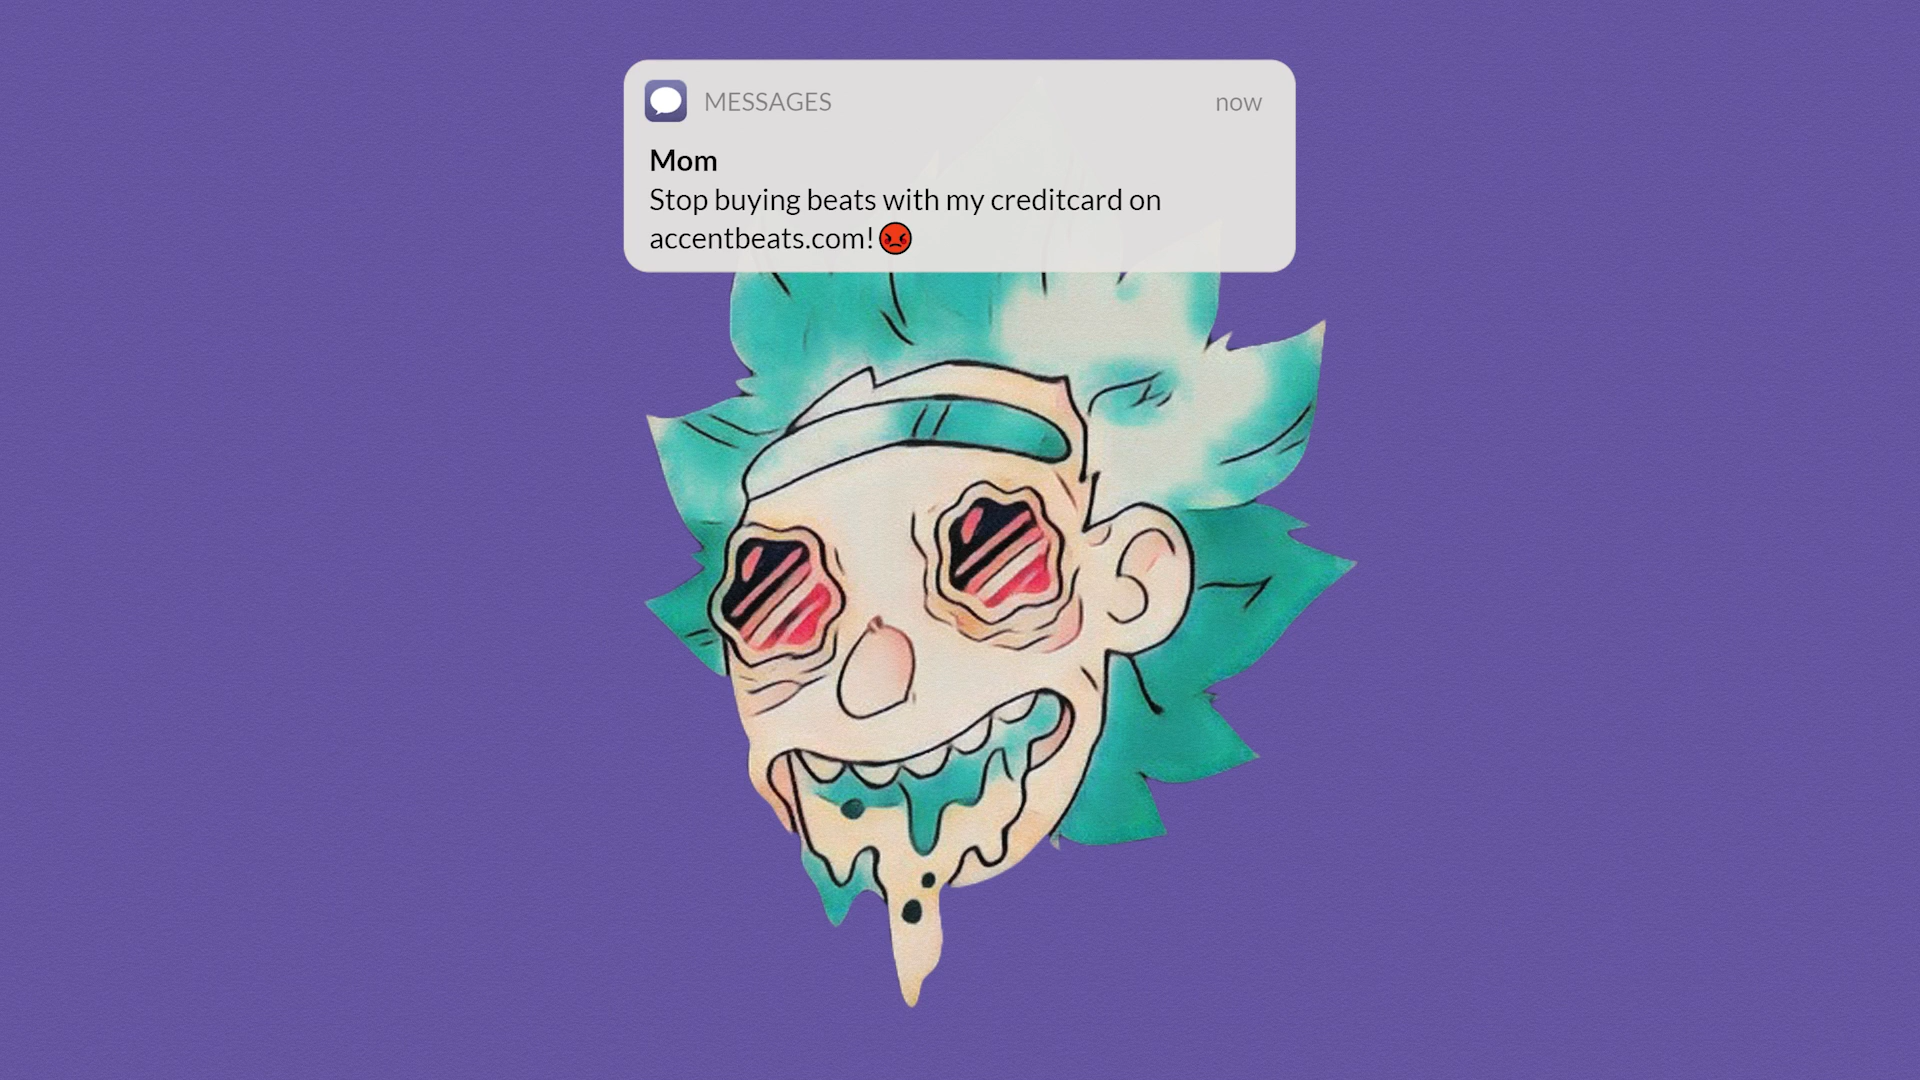 MESSAGES now
Mom
Stop buying beats with my creditcard on
accentbeats.com!😡